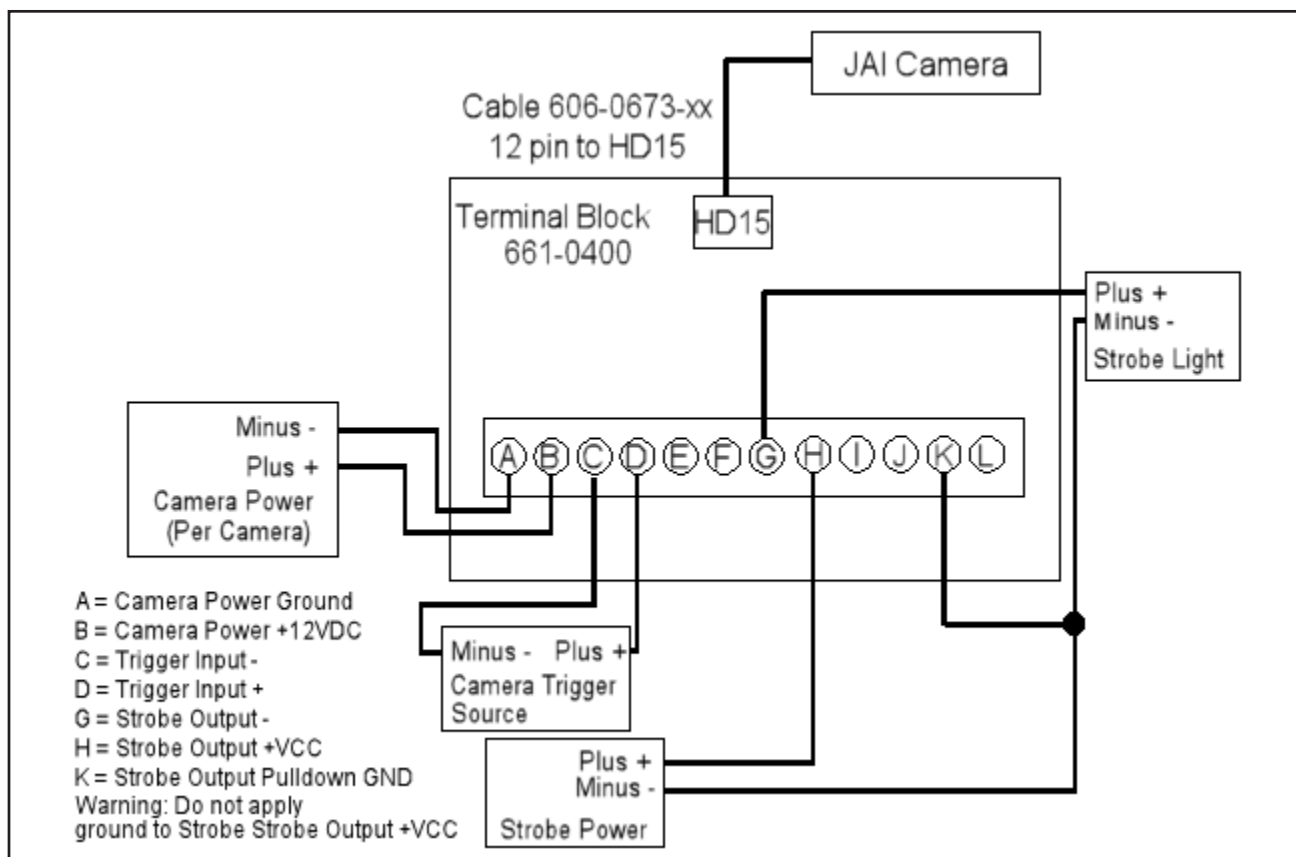 JAI Camera
Cable 606-0673-xx
12 pin to HD15
Terminal Block
661-0400
HD15
Plus +
Minus -
Strobe Light
Minus -
Plus +
Camera Power
(Per Camera)
A B C D E F G H I J K L
A = Camera Power Ground
B = Camera Power +12VDC
C = Trigger Input -
D = Trigger Input +
G = Strobe Output -
H = Strobe Output +VCC
K = Strobe Output Pulldown GND
Warning: Do not apply
ground to Strobe Strobe Output +VCC
Minus - Plus +
Camera Trigger
Source
Plus +
Minus -
Strobe Power